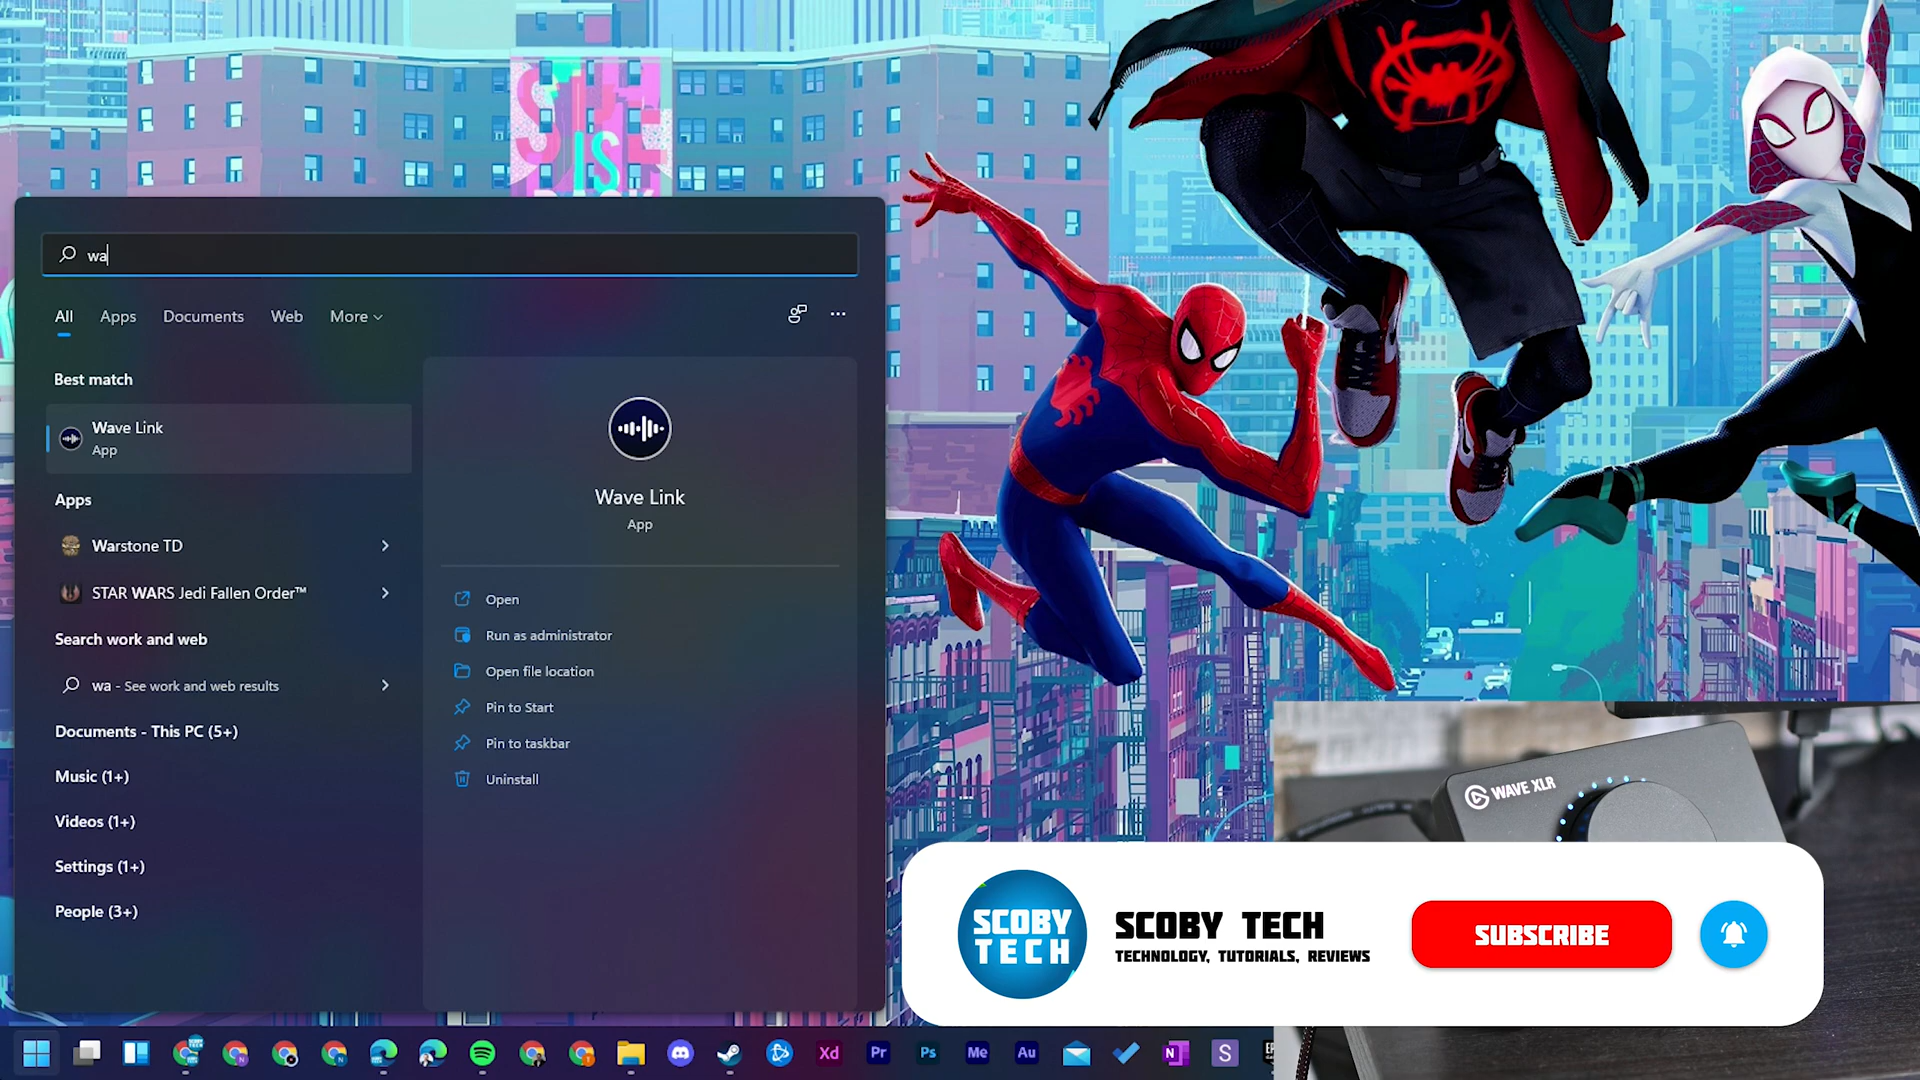 SHE
IS
BACK
wa
All Apps Documents Web More
Best match
Wave Link
App
Apps
Warstone TD
STAR WARS Jedi Fallen Order™
Search work and web
wa - See work and web results
Documents - This PC (5+)
Music (1+)
Videos (1+)
Settings (1+)
People (3+)
Wave Link
App
Open
Run as administrator
Open file location
Pin to Start
Pin to taskbar
Uninstall
WAVE XLR
SCOBY
TECH
SCOBY TECH
TECHNOLOGY, TUTORIALS, REVIEWS
SUBSCRIBE
Xd Pr Ps Me Au N S